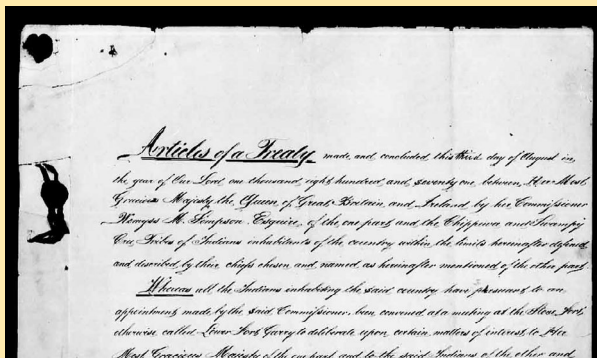 Articles of a Treaty made and concluded this third day of August in
the year of Our Lord one thousand eight hundred and seventy one between Her Most
Gracious Majesty the Queen of Great Britain and Ireland by her Commissioner
Wemyss M. Simpson Esquire, of the one part and the Chippewa and Swampy
Cree Tribes of Indians inhabitants of the country within the limits hereinafter defined
and described by their chiefs chosen and named as hereinafter mentioned of the other part.
Whereas all the Indians inhabiting the said country have pursuant to an
appointment made by the said Commissioner been convened at a meeting at the Stone Fort
otherwise called Lower Fort Garry to deliberate upon certain matters of interest to Her
Most Gracious Majesty of the one part and to the said Indians of the other and